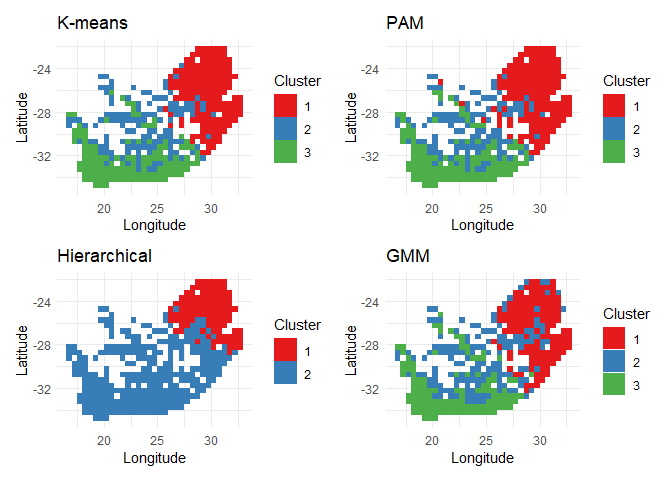 K-means
-24
-28
-32
Latitude
20 25 30
Longitude
Cluster
1
2
3
PAM
-24
-28
-32
Latitude
20 25 30
Longitude
Cluster
1
2
3
Hierarchical
-24
-28
-32
Latitude
20 25 30
Longitude
Cluster
1
2
GMM
-24
-28
-32
Latitude
20 25 30
Longitude
Cluster
1
2
3